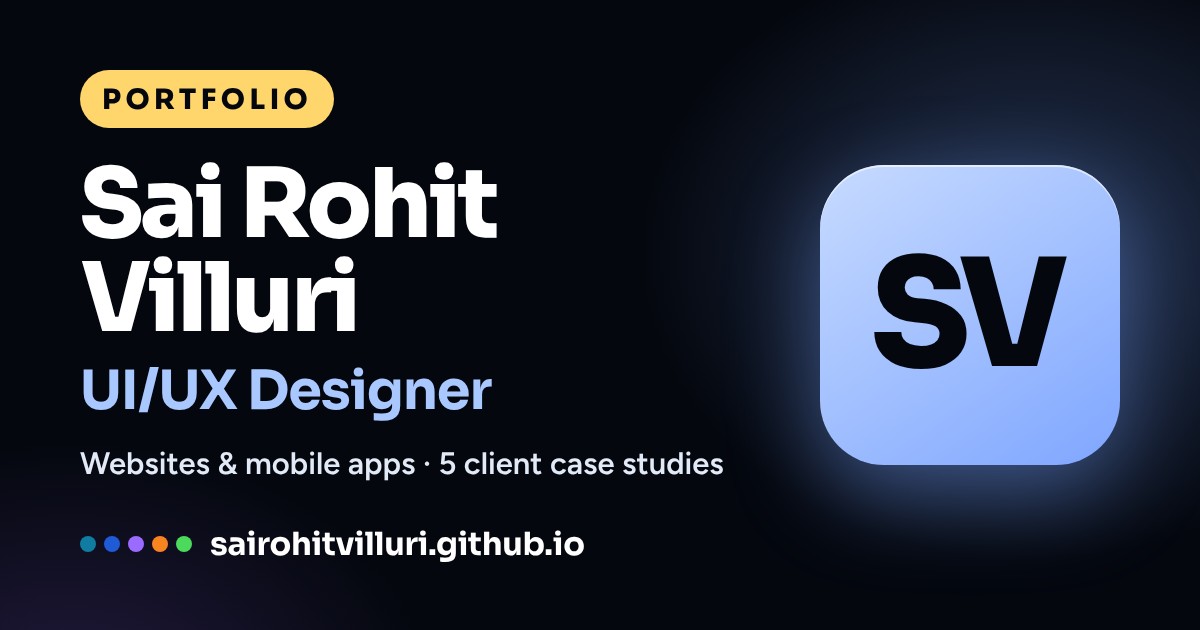 PORTFOLIO
Sai Rohit
Villuri
UI/UX Designer
Websites & mobile apps · 5 client case studies
sairohitvilluri.github.io
SV